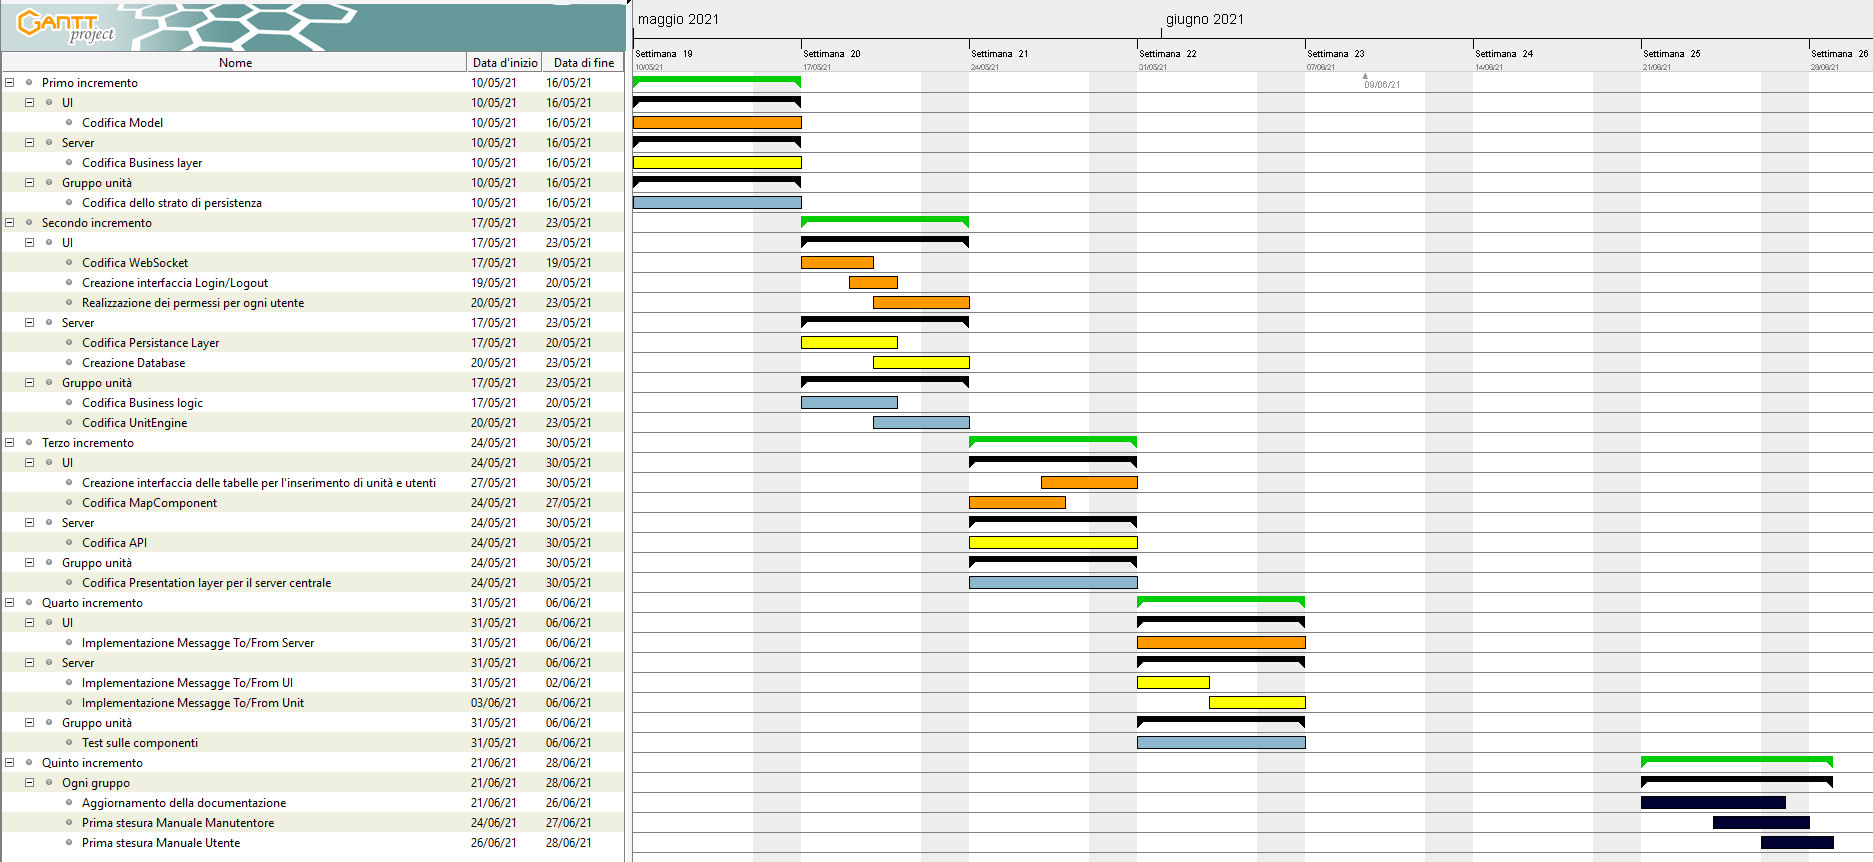 GANTT
project
maggio 2021
giugno 2021
Settimana 19
Settimana 20
Settimana 21
Settimana 22
Settimana 23
Settimana 24
Settimana 25
Settimana 26
10/05/21
17/05/21
24/05/21
31/05/21
07/06/21
14/06/21
21/06/21
28/06/21
09/06/21
Nome Data d'inizio Data di fine
Primo incremento 10/05/21 16/05/21
UI 10/05/21 16/05/21
Codifica Model 10/05/21 16/05/21
Server 10/05/21 16/05/21
Codifica Business layer 10/05/21 16/05/21
Gruppo unità 10/05/21 16/05/21
Codifica dello strato di persistenza 10/05/21 16/05/21
Secondo incremento 17/05/21 23/05/21
UI 17/05/21 23/05/21
Codifica WebSocket 17/05/21 19/05/21
Creazione interfaccia Login/Logout 19/05/21 20/05/21
Realizzazione dei permessi per ogni utente 20/05/21 23/05/21
Server 17/05/21 23/05/21
Codifica Persistance Layer 17/05/21 20/05/21
Creazione Database 20/05/21 23/05/21
Gruppo unità 17/05/21 23/05/21
Codifica Business logic 17/05/21 20/05/21
Codifica UnitEngine 20/05/21 23/05/21
Terzo incremento 24/05/21 30/05/21
UI 24/05/21 30/05/21
Creazione interfaccia delle tabelle per l'inserimento di unità e utenti 27/05/21 30/05/21
Codifica MapComponent 24/05/21 27/05/21
Server 24/05/21 30/05/21
Codifica API 24/05/21 30/05/21
Gruppo unità 24/05/21 30/05/21
Codifica Presentation layer per il server centrale 24/05/21 30/05/21
Quarto incremento 31/05/21 06/06/21
UI 31/05/21 06/06/21
Implementazione Messagge To/From Server 31/05/21 06/06/21
Server 31/05/21 06/06/21
Implementazione Messagge To/From UI 31/05/21 02/06/21
Implementazione Messagge To/From Unit 03/06/21 06/06/21
Gruppo unità 31/05/21 06/06/21
Test sulle componenti 31/05/21 06/06/21
Quinto incremento 21/06/21 28/06/21
Ogni gruppo 21/06/21 28/06/21
Aggiornamento della documentazione 21/06/21 26/06/21
Prima stesura Manuale Manutentore 24/06/21 27/06/21
Prima stesura Manuale Utente 26/06/21 28/06/21